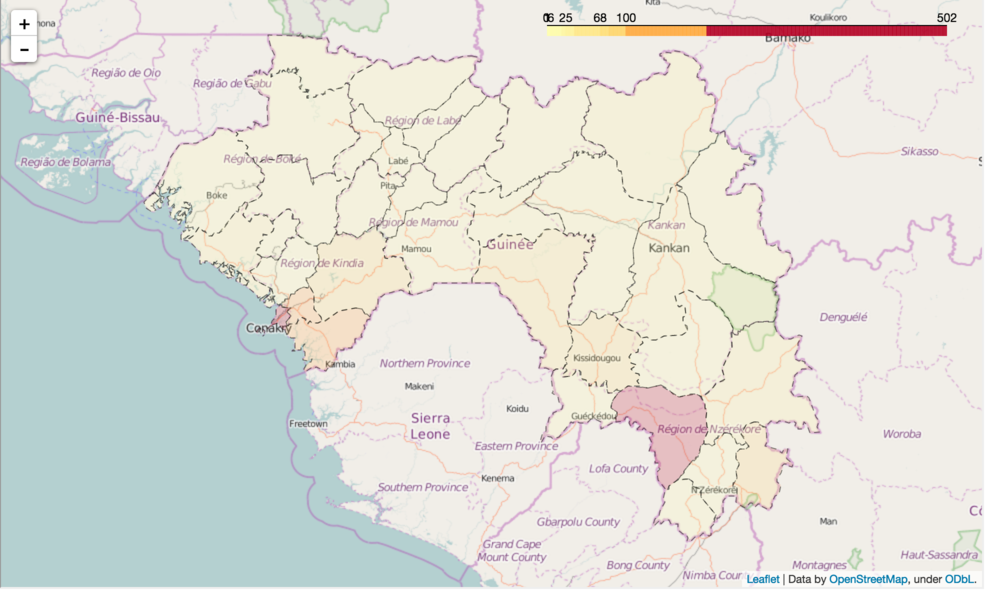 +
−
25 68 100 502
Kita
Koulikoro
Bamako
Região de Oio
Região de Gabu
Guiné-Bissau
Région de Labé
Sikasso
Região de Bolama
Région de Boké
Labé
Pita
Boke
Région de Mamou
Kankan
Guinée
Mamou
Kankan
Région de Kindia
Denguélé
Conakry
Kissidougou
Northern Province
Kambia
Makeni
Koidu
Guéckédou
Sierra
Leone
Freetown
Région de Nzérékoré
Woroba
Eastern Province
Lofa County
Kenema
Southern Province
N'Zérékoré
Gbarpolu County
Man
Grand Cape
Mount County
Haut-Sassandra
Bong County
Montagnes
Nimba Cour
Leaflet | Data by OpenStreetMap, under ODbL.